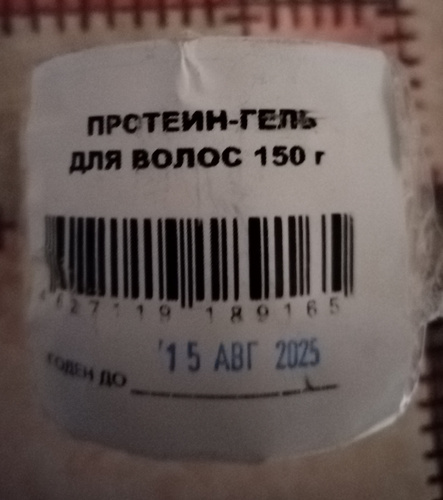 ПРОТЕИН-ГЕЛЬ
ДЛЯ ВОЛОС 150 г
4627119 189165
15 АВГ 2025
ГОДЕН ДО